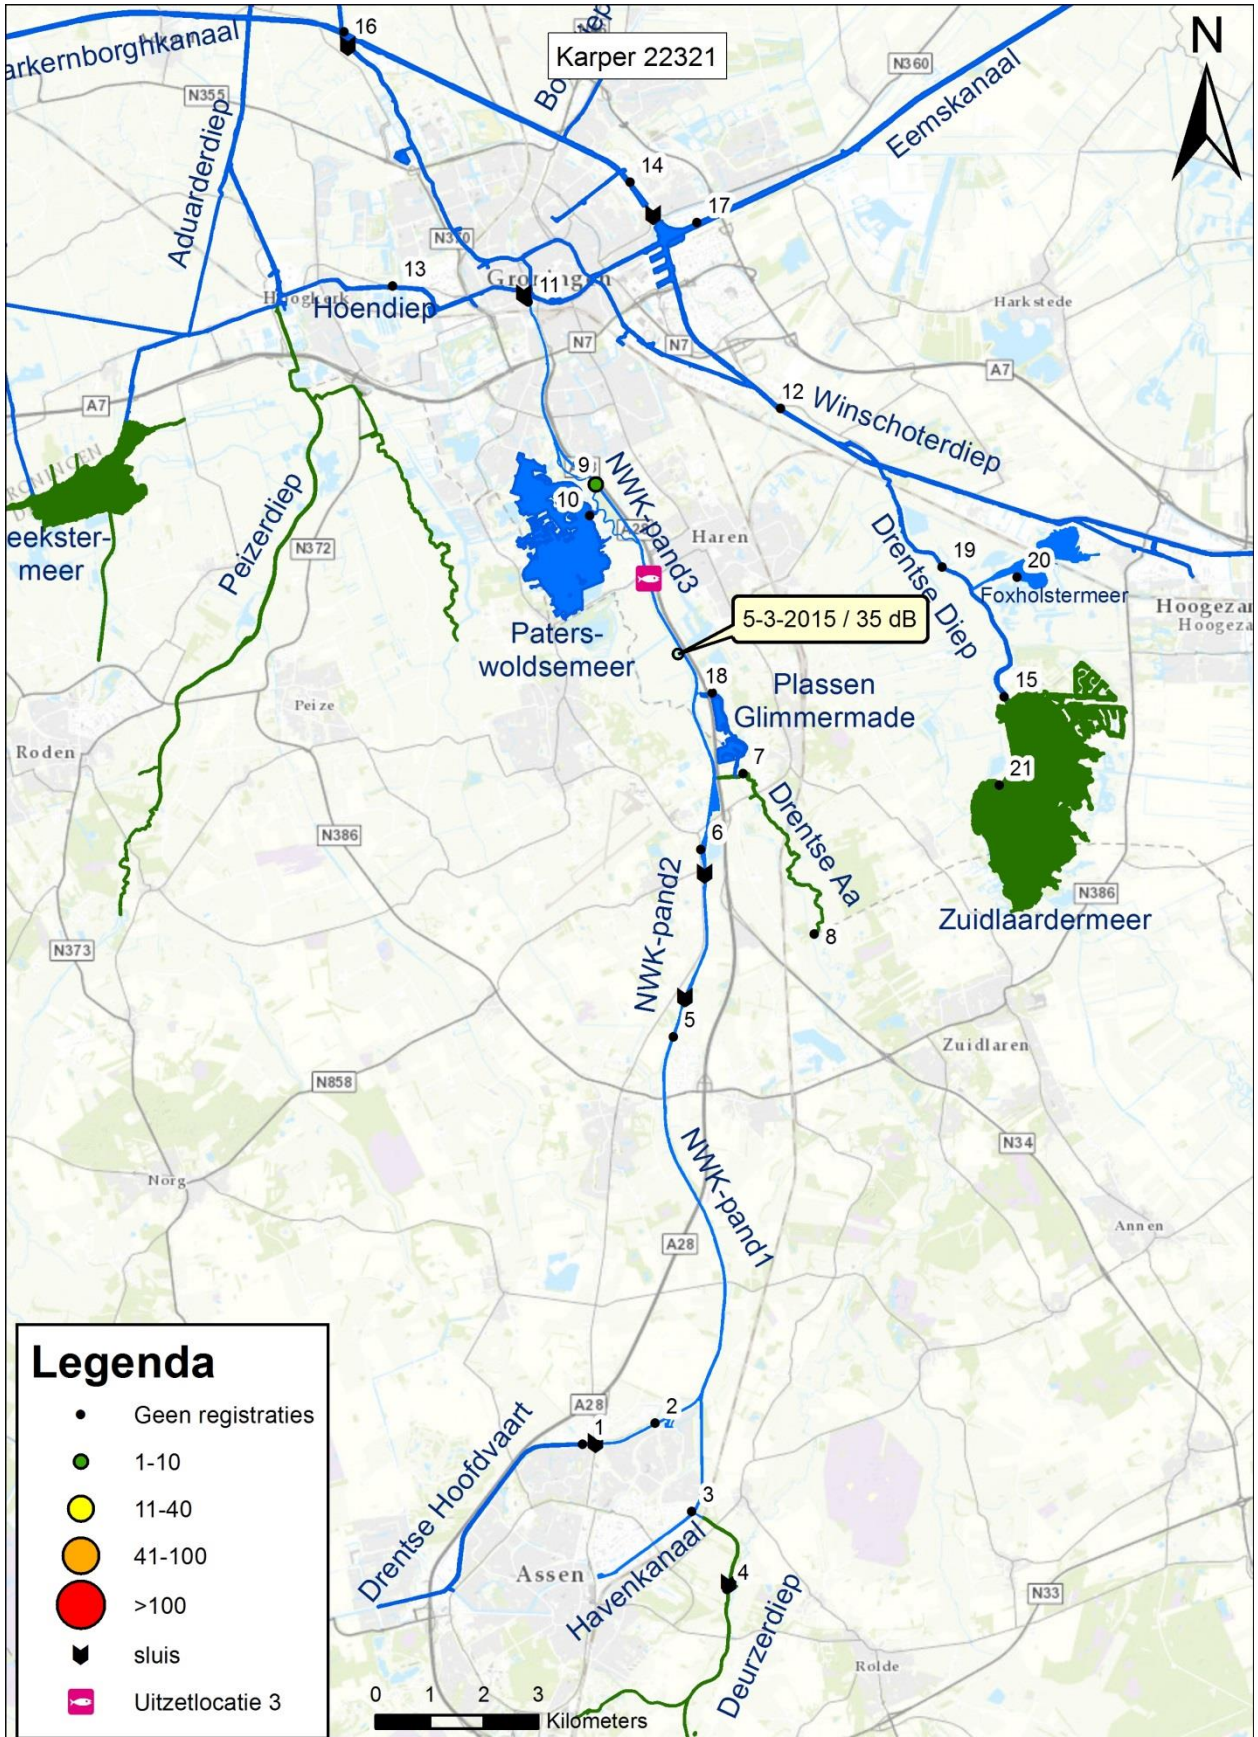 16
Karper 22321
N
arkernborghkanaal
N355
Aduarderdiep
N360
Eemskanaal
14
17
N370
13
Groningen
11
Hoogkerk
Hoendiep
Harkstede
N7
N7
A7
A7
12
Winschoterdiep
9
10
NWK-pand3
Haren
Peizerdiep
N372
eekster-
meer
Drentse Diep
19
20
Foxholstermeer
Hoogezan
Hoogeza
5-3-2015 / 35 dB
Paters-
woldsemeer
18
Plassen
Glimmermade
15
Peize
Roden
7
21
Drentse Aa
N386
6
NWK-pand2
N386
8
Zuidlaardermeer
N373
5
Zuidlaren
N858
NWK-pand1
N34
Norg
Annen
A28
Legenda
Geen registraties
1-10
11-40
41-100
>100
sluis
Uitzetlocatie 3
A28
2
1
Drentse Hoofdvaart
3
Havenkanaal
Assen
4
Deurzerdiep
N33
Rolde
0 1 2 3
Kilometers